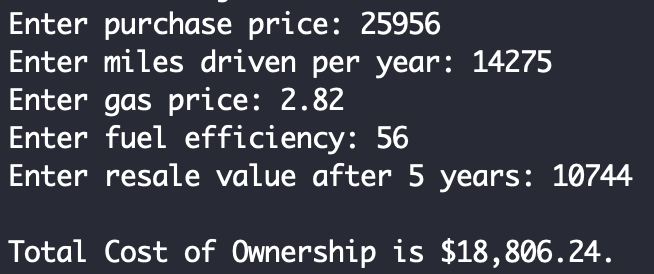 Enter purchase price: 25956
Enter miles driven per year: 14275
Enter gas price: 2.82
Enter fuel efficiency: 56
Enter resale value after 5 years: 10744
Total Cost of Ownership is $18,806.24.